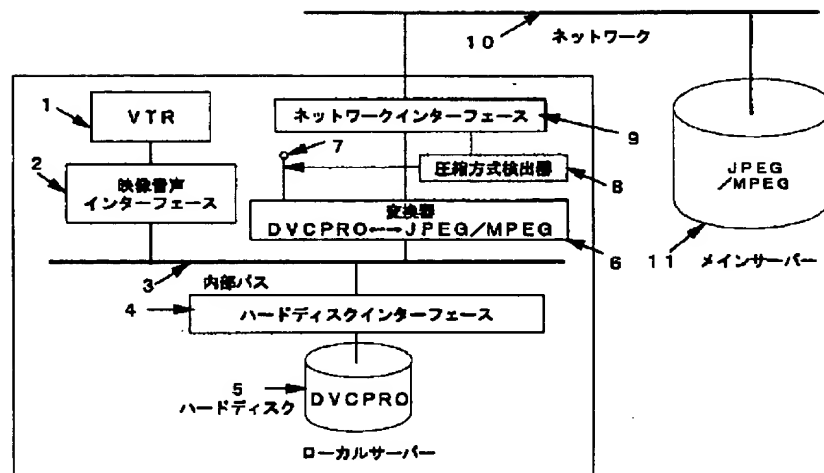 10
ネットワーク
1
VTR
ネットワークインターフェース
9
7
2
映像音声
インターフェース
圧縮方式検出器
8
JPEG
/MPEG
変換器
DVCPRO←→JPEG/MPEG
6
11
メインサーバー
3
内部バス
4
ハードディスクインターフェース
5
ハードディスク
DVCPRO
ローカルサーバー